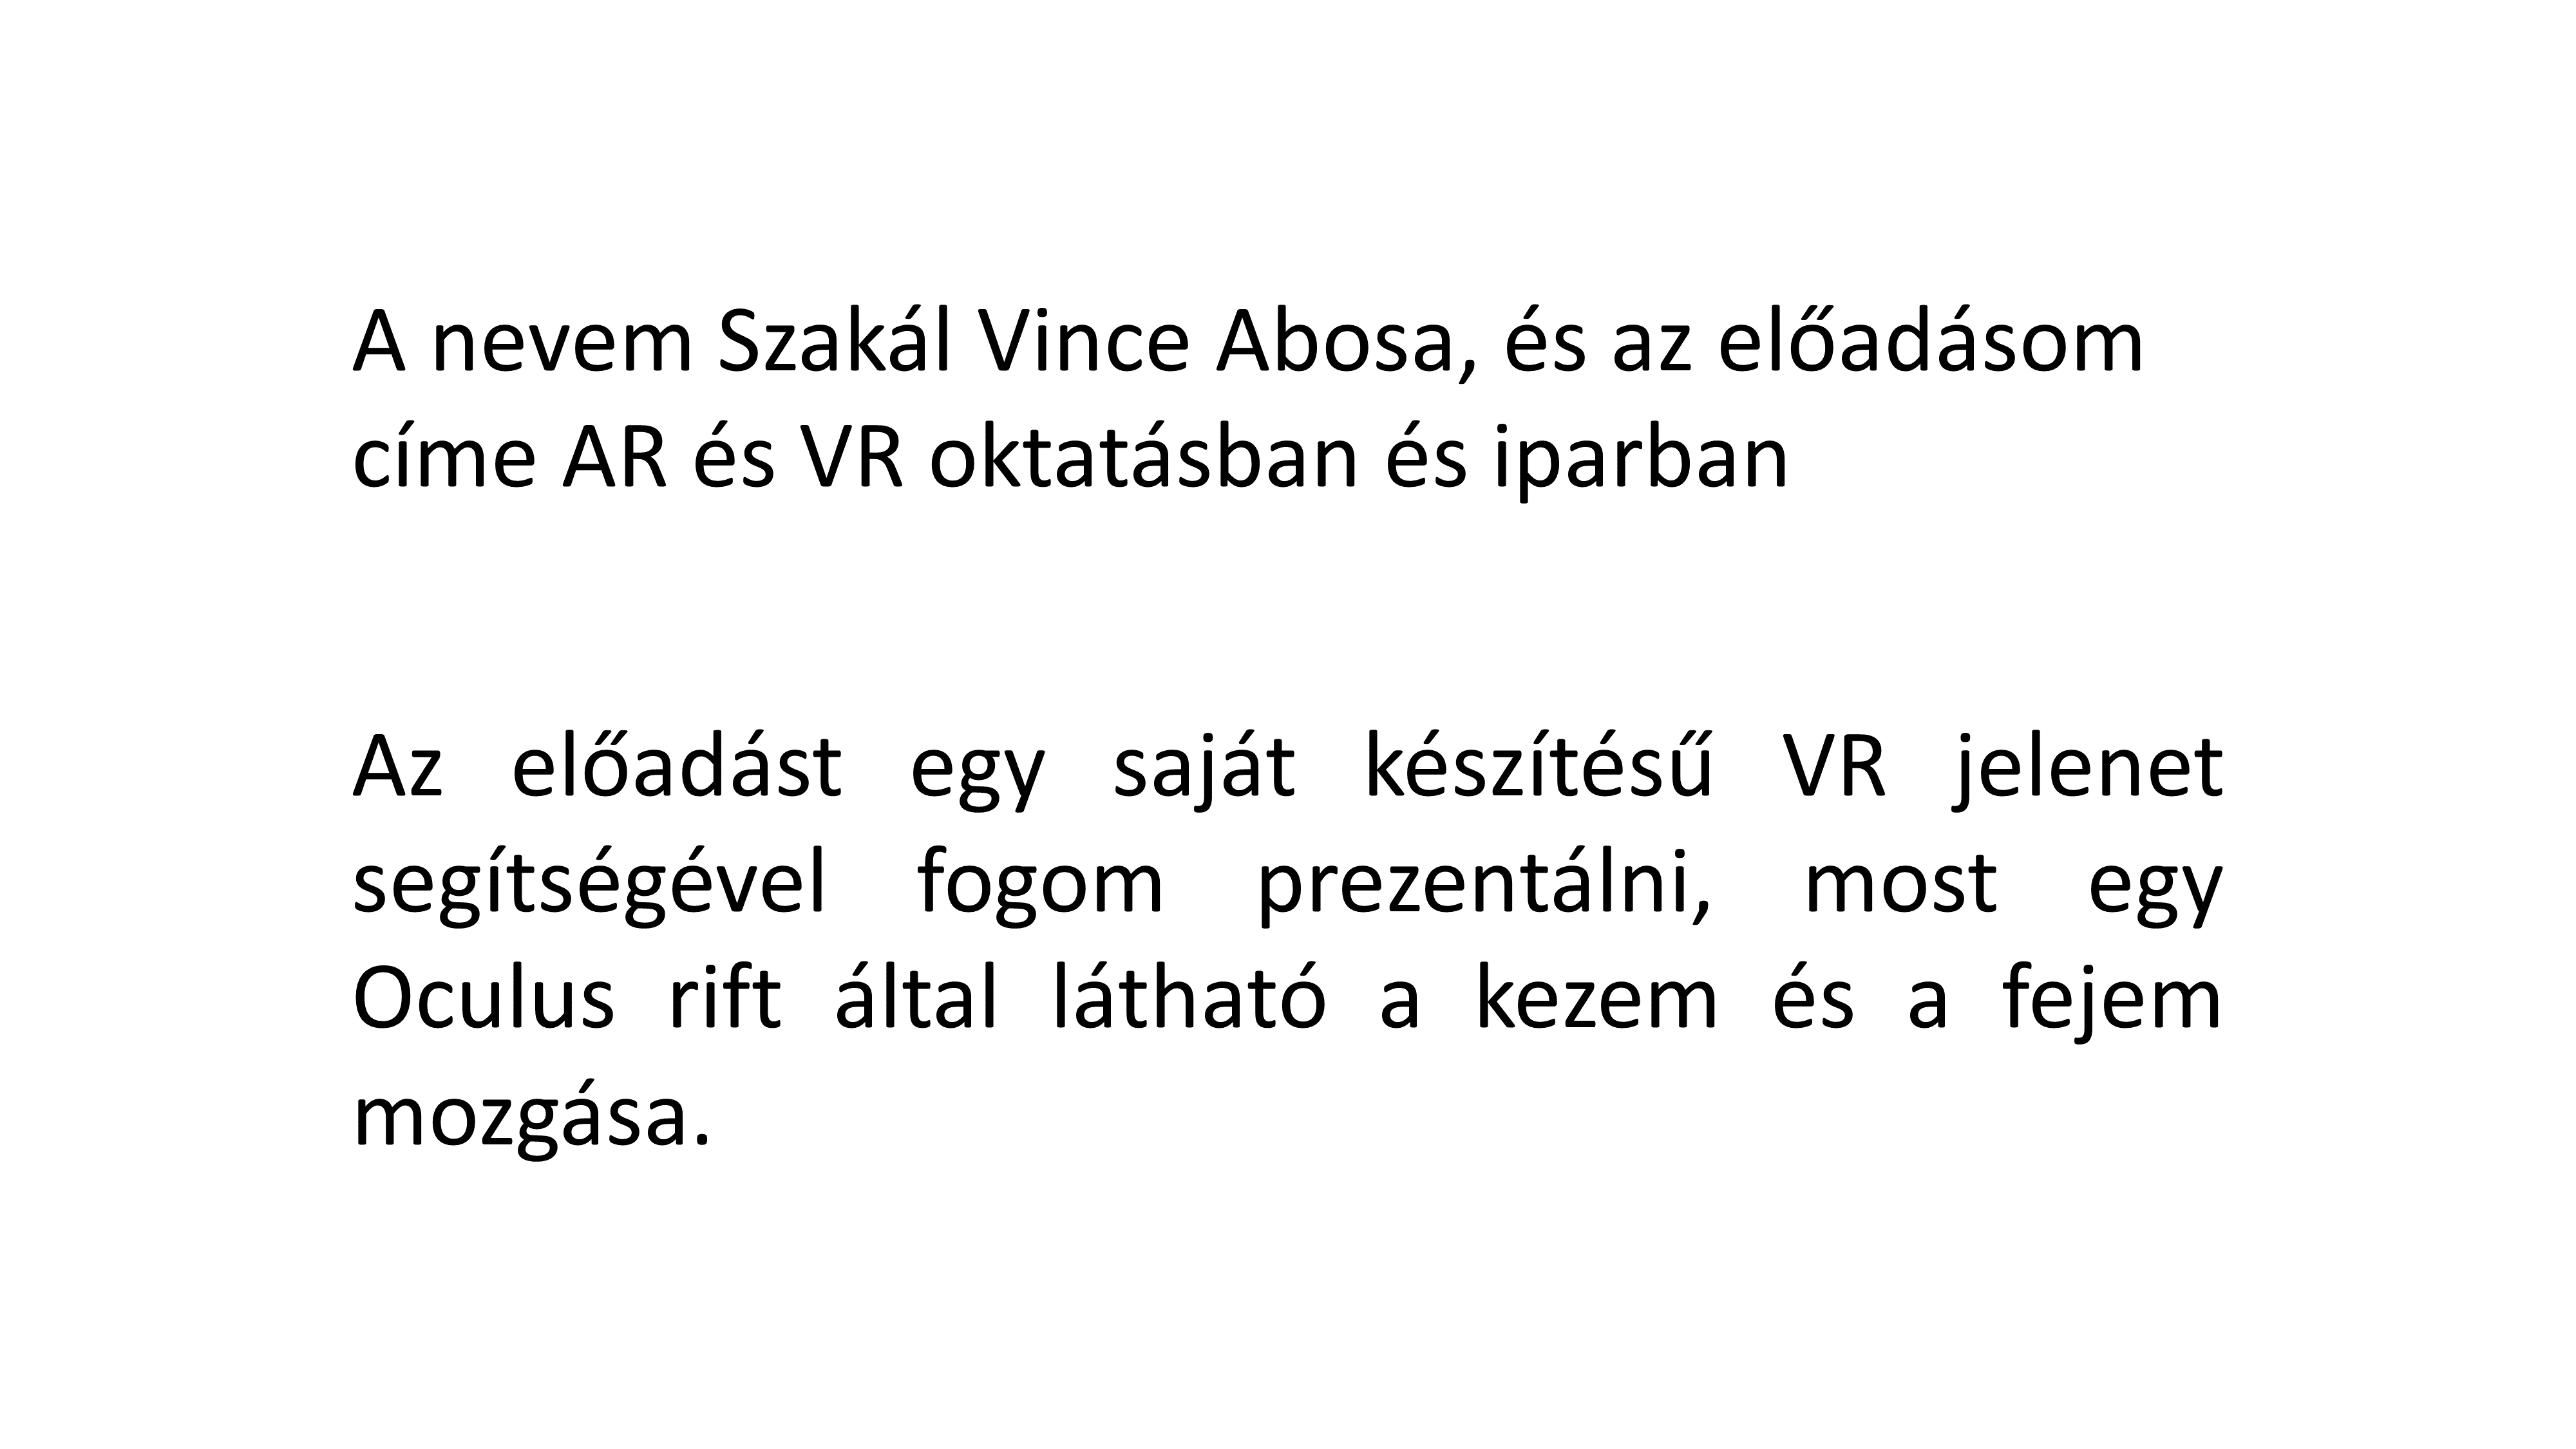 A nevem Szakál Vince Abosa, és az előadásom
címe AR és VR oktatásban és iparban
Az előadást egy saját készítésű VR jelenet
segítségével fogom prezentálni, most egy
Oculus rift által látható a kezem és a fejem
mozgása.